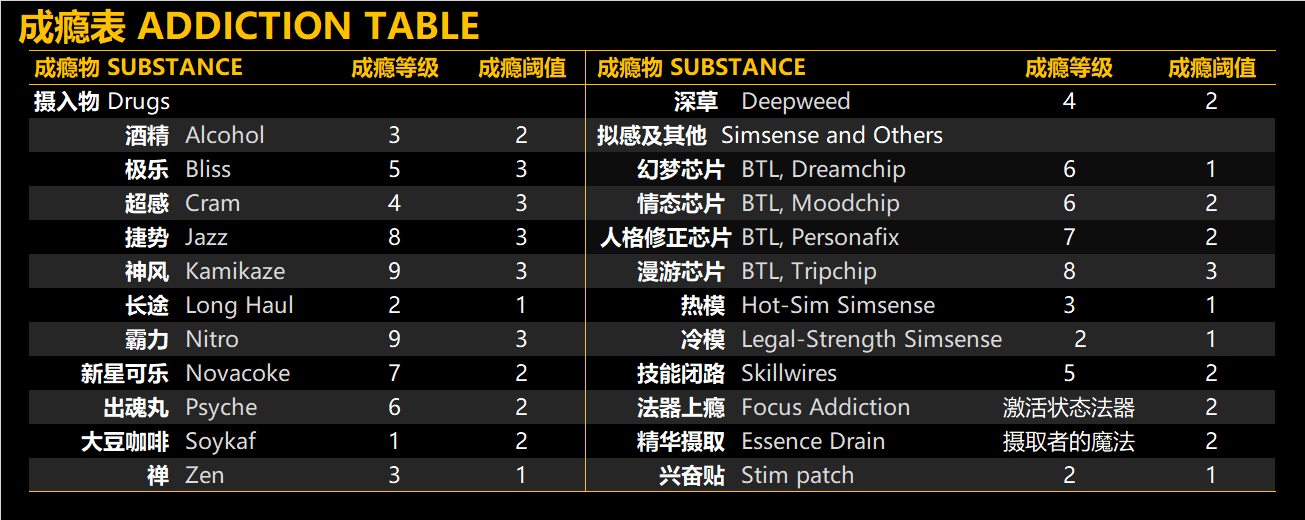 成瘾表 ADDICTION TABLE
成瘾物 SUBSTANCE 成瘾等级 成瘾阈值
摄入物 Drugs
酒精 Alcohol 3 2
极乐 Bliss 5 3
超感 Cram 4 3
捷势 Jazz 8 3
神风 Kamikaze 9 3
长途 Long Haul 2 1
霸力 Nitro 9 3
新星可乐 Novacoke 7 2
出魂丸 Psyche 6 2
大豆咖啡 Soykaf 1 2
禅 Zen 3 1
成瘾物 SUBSTANCE 成瘾等级 成瘾阈值
深草 Deepweed 4 2
拟感及其他 Simsense and Others
幻梦芯片 BTL, Dreamchip 6 1
情态芯片 BTL, Moodchip 6 2
人格修正芯片 BTL, Personafix 7 2
漫游芯片 BTL, Tripchip 8 3
热模 Hot-Sim Simsense 3 1
冷模 Legal-Strength Simsense 2 1
技能闭路 Skillwires 5 2
法器上瘾 Focus Addiction 激活状态法器 2
精华摄取 Essence Drain 摄取者的魔法 2
兴奋贴 Stim patch 2 1